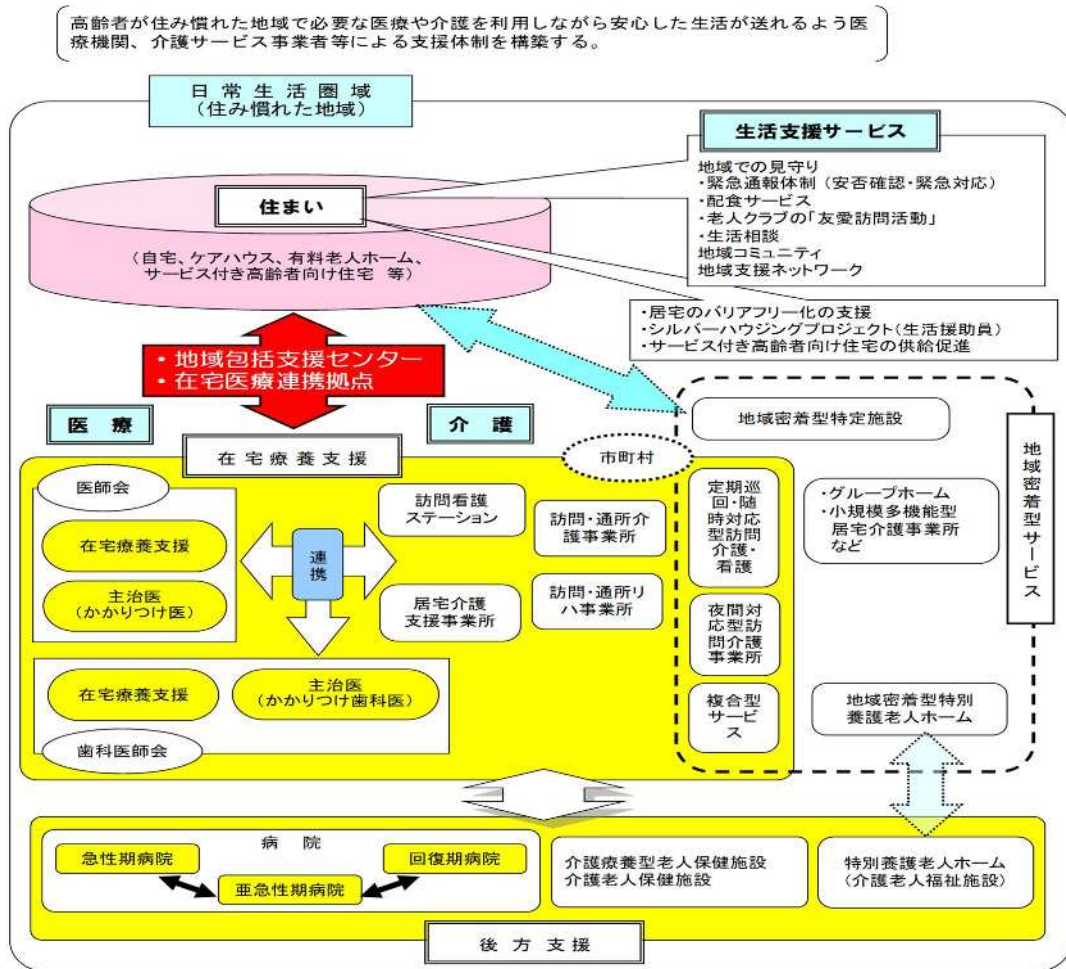 高齢者が住み慣れた地域で必要な医療や介護を利用しながら安心した生活が送れるよう医
療機関、介護サービス事業者等による支援体制を構築する。
日常生活圏域
(住み慣れた地域)
生活支援サービス
地域での見守り
・緊急通報体制(安否確認・緊急対応)
・配食サービス
・老人クラブの「友愛訪問活動」
・生活相談
地域コミュニティ
地域支援ネットワーク
住まい
(自宅、ケアハウス、有料老人ホーム、
サービス付き高齢者向け住宅 等)
・居宅のバリアフリー化の支援
・シルバーハウジングプロジェクト(生活援助員)
・サービス付き高齢者向け住宅の供給促進
・地域包括支援センター
・在宅医療連携拠点
医 療
介 護
在宅療養支援
市町村
地域密着型サービス
地域密着型特定施設
医師会
在宅療養支援
主治医
(かかりつけ医)
連携
訪問看護
ステーション
訪問・通所介
護事業所
居宅介護
支援事業所
訪問・通所リ
ハ事業所
定期巡
回・随
時対応
型訪問
介護・
看護
・グループホーム
・小規模多機能型
居宅介護事業所
など
夜間対
応型訪
問介護
事業所
複合型
サービ
ス
地域密着型特別
養護老人ホーム
在宅療養支援
主治医
(かかりつけ歯科医)
歯科医師会
病 院
急性期病院
回復期病院
亜急性期病院
介護療養型老人保健施設
介護老人保健施設
特別養護老人ホーム
(介護老人福祉施設)
後方支援